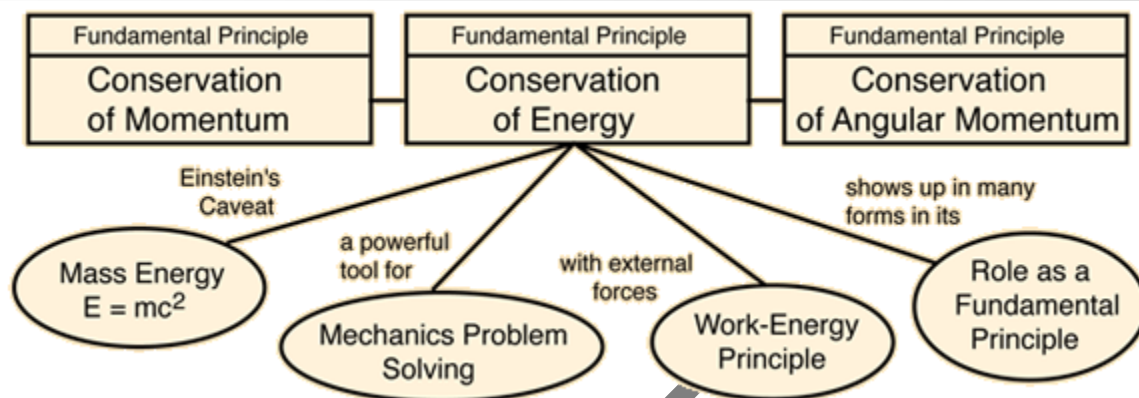 Fundamental Principle
Conservation
of Momentum
Fundamental Principle
Conservation
of Energy
Fundamental Principle
Conservation
of Angular Momentum
Einstein's
Caveat
a powerful
tool for
with external
forces
shows up in many
forms in its
Mass Energy
E = mc²
Mechanics Problem
Solving
Work-Energy
Principle
Role as a
Fundamental
Principle